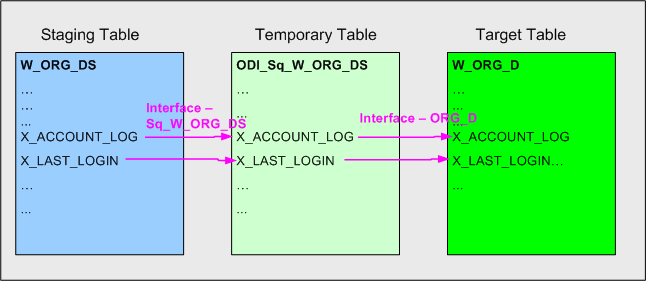 Staging Table
Temporary Table
Target Table
W_ORG_DS
...
...
...
X_ACCOUNT_LOG
X_LAST_LOGIN
...
...
Interface –
Sq_W_ORG_DS
ODI_Sq_W_ORG_DS
...
...
X_ACCOUNT_LOG
X_LAST_LOGIN
...
...
Interface – ORG_D
W_ORG_D
...
...
X_ACCOUNT_LOG
X_LAST_LOGIN...
...